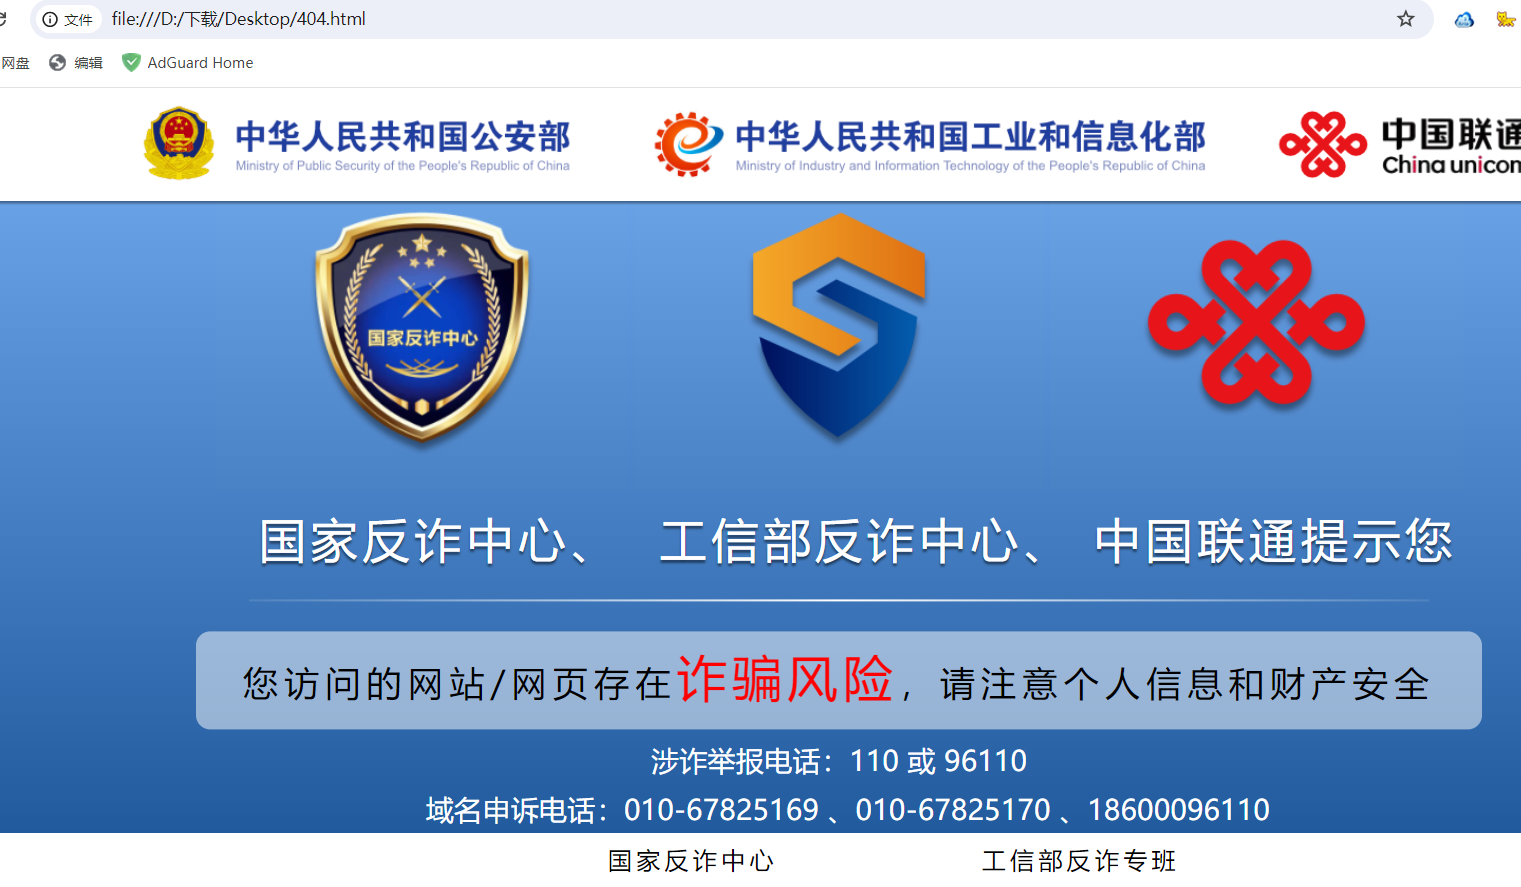 文件 file:///D:/下载/Desktop/404.html
网盘 编辑 AdGuard Home
中华人民共和国公安部 中华人民共和国工业和信息化部 中国联通
Ministry of Public Security of the People's Republic of China Ministry of Industry and Information Technology of the People's Republic of China China unicom
国家反诈中心
国家反诈中心、 工信部反诈中心、 中国联通提示您
您访问的网站/网页存在诈骗风险，请注意个人信息和财产安全
涉诈举报电话：110 或 96110
域名申诉电话：010-67825169 、010-67825170 、18600096110
国家反诈中心 工信部反诈专班